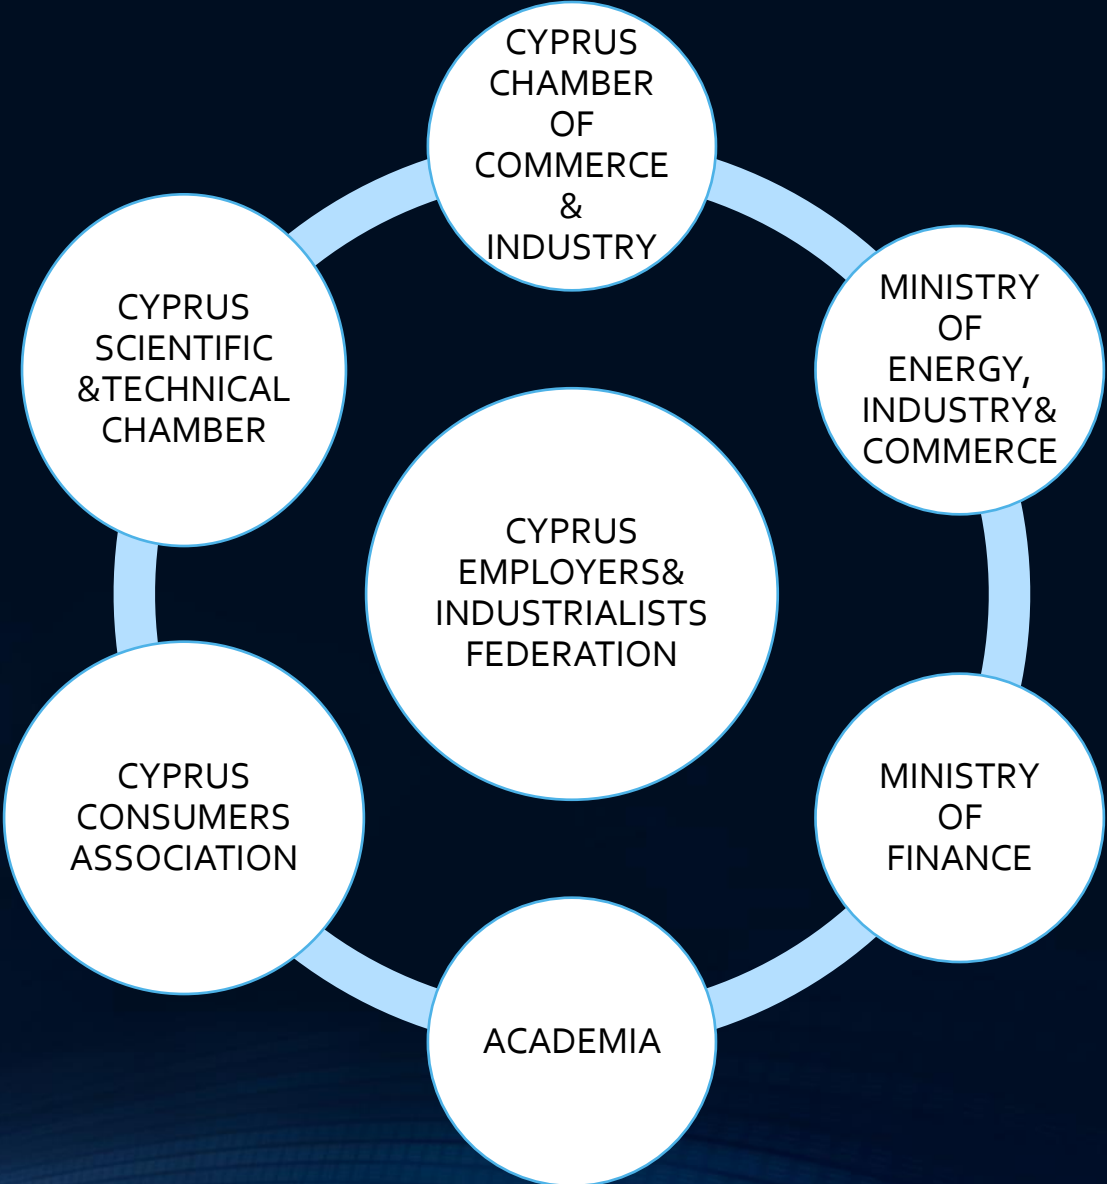 CYPRUS
CHAMBER
OF
COMMERCE
&
INDUSTRY
MINISTRY
OF
ENERGY,
INDUSTRY&
COMMERCE
MINISTRY
OF
FINANCE
ACADEMIA
CYPRUS
CONSUMERS
ASSOCIATION
CYPRUS
SCIENTIFIC
&TECHNICAL
CHAMBER
CYPRUS
EMPLOYERS&
INDUSTRIALISTS
FEDERATION